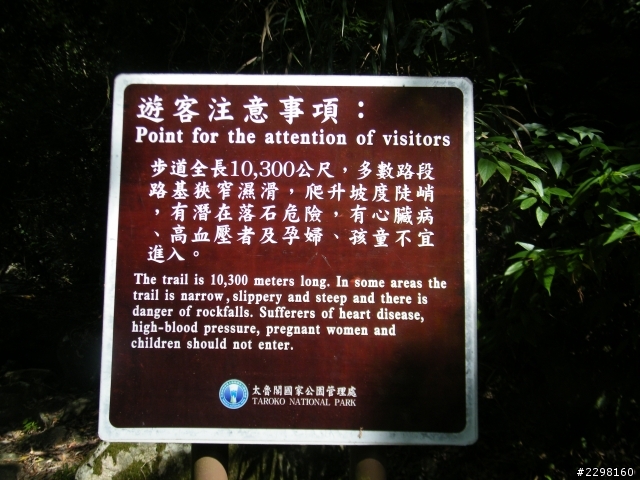 遊客注意事項：
Point for the attention of visitors
步道全長10,300公尺，多數路段
路基狹窄濕滑，爬升坡度陡峭
，有潛在落石危險，有心臟病
、高血壓者及孕婦、孩童不宜
進入。
The trail is 10,300 meters long. In some areas the
trail is narrow, slippery and steep and there is
danger of rockfalls. Sufferers of heart disease,
high-blood pressure, pregnant women and
children should not enter.
太魯閣國家公園管理處
TAROKO NATIONAL PARK
#2298160